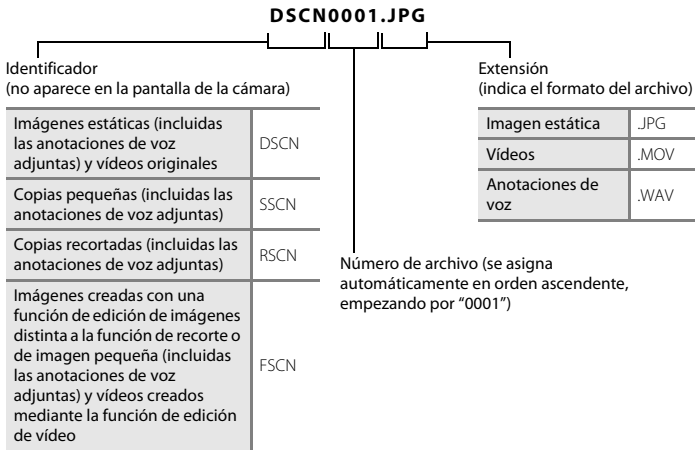 DSCN0001.JPG
Identificador
(no aparece en la pantalla de la cámara)
Imágenes estáticas (incluidas
las anotaciones de voz
adjuntas) y vídeos originales
DSCN
Copias pequeñas (incluidas las
anotaciones de voz adjuntas)
SSCN
Copias recortadas (incluidas las
anotaciones de voz adjuntas)
RSCN
Imágenes creadas con una
función de edición de imágenes
distinta a la función de recorte o
de imagen pequeña (incluidas
las anotaciones de voz
adjuntas) y vídeos creados
mediante la función de edición
de vídeo
FSCN
Número de archivo (se asigna
automáticamente en orden ascendente,
empezando por “0001”)
Extensión
(indica el formato del archivo)
Imagen estática
.JPG
Vídeos
.MOV
Anotaciones de
voz
.WAV